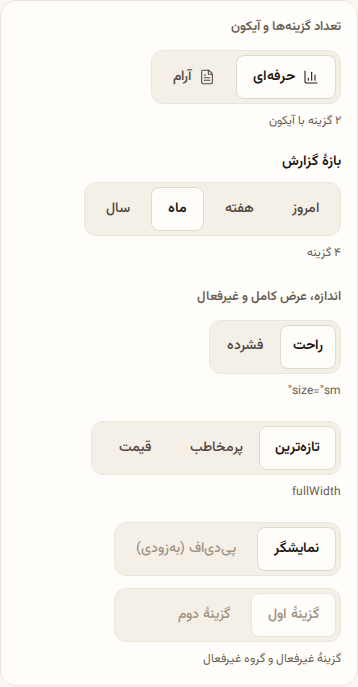 تعداد گزینه‌ها و آیکون
حرفه‌ای آرام
۲ گزینه با آیکون
بازهٔ گزارش
امروز هفته ماه سال
۴ گزینه
اندازه، عرض کامل و غیرفعال
راحت فشرده
size="sm"
تازه‌ترین پرمخاطب قیمت
fullWidth
نمایشگر پی‌دی‌اف (به‌زودی)
گزینهٔ اول گزینهٔ دوم
گزینهٔ غیرفعال و گروه غیرفعال